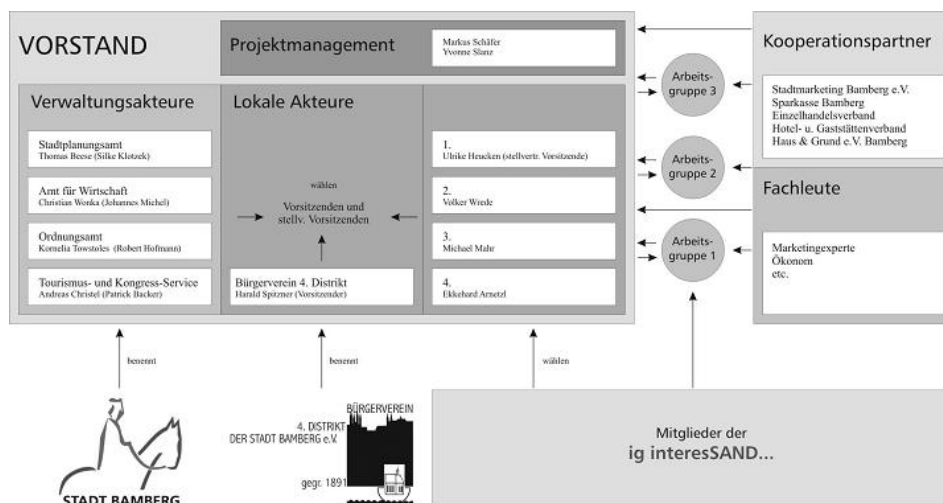 VORSTAND
Projektmanagement
Markus Schäfer
Yvonne Slanz
Verwaltungsakteure
Stadtplanungsamt
Thomas Beese (Silke Klotzek)
Amt für Wirtschaft
Christian Wonka (Johannes Michel)
Ordnungsamt
Kornelia Towstoles (Robert Hofmann)
Tourismus- und Kongress-Service
Andreas Christel (Patrick Backer)
Lokale Akteure
wählen
Vorsitzenden und
stellv. Vorsitzenden
Bürgerverein 4. Distrikt
Harald Spitzner (Vorsitzender)
1.
Ulrike Heucken (stellvertr. Vorsitzende)
2.
Volker Wrede
3.
Michael Mahr
4.
Ekkehard Arnetzl
Arbeits-
gruppe 3
Arbeits-
gruppe 2
Arbeits-
gruppe 1
Kooperationspartner
Stadtmarketing Bamberg e.V.
Sparkasse Bamberg
Einzelhandelsverband
Hotel- u. Gaststättenverband
Haus & Grund e.V. Bamberg
Fachleute
Marketingexperte
Ökonom
etc.
benennt
benennt
wählen
STADT BAMBERG
BÜRGERVEREIN
4. DISTRIKT
DER STADT BAMBERG e.V.
gegr. 1891
Mitglieder der
ig interesSAND...